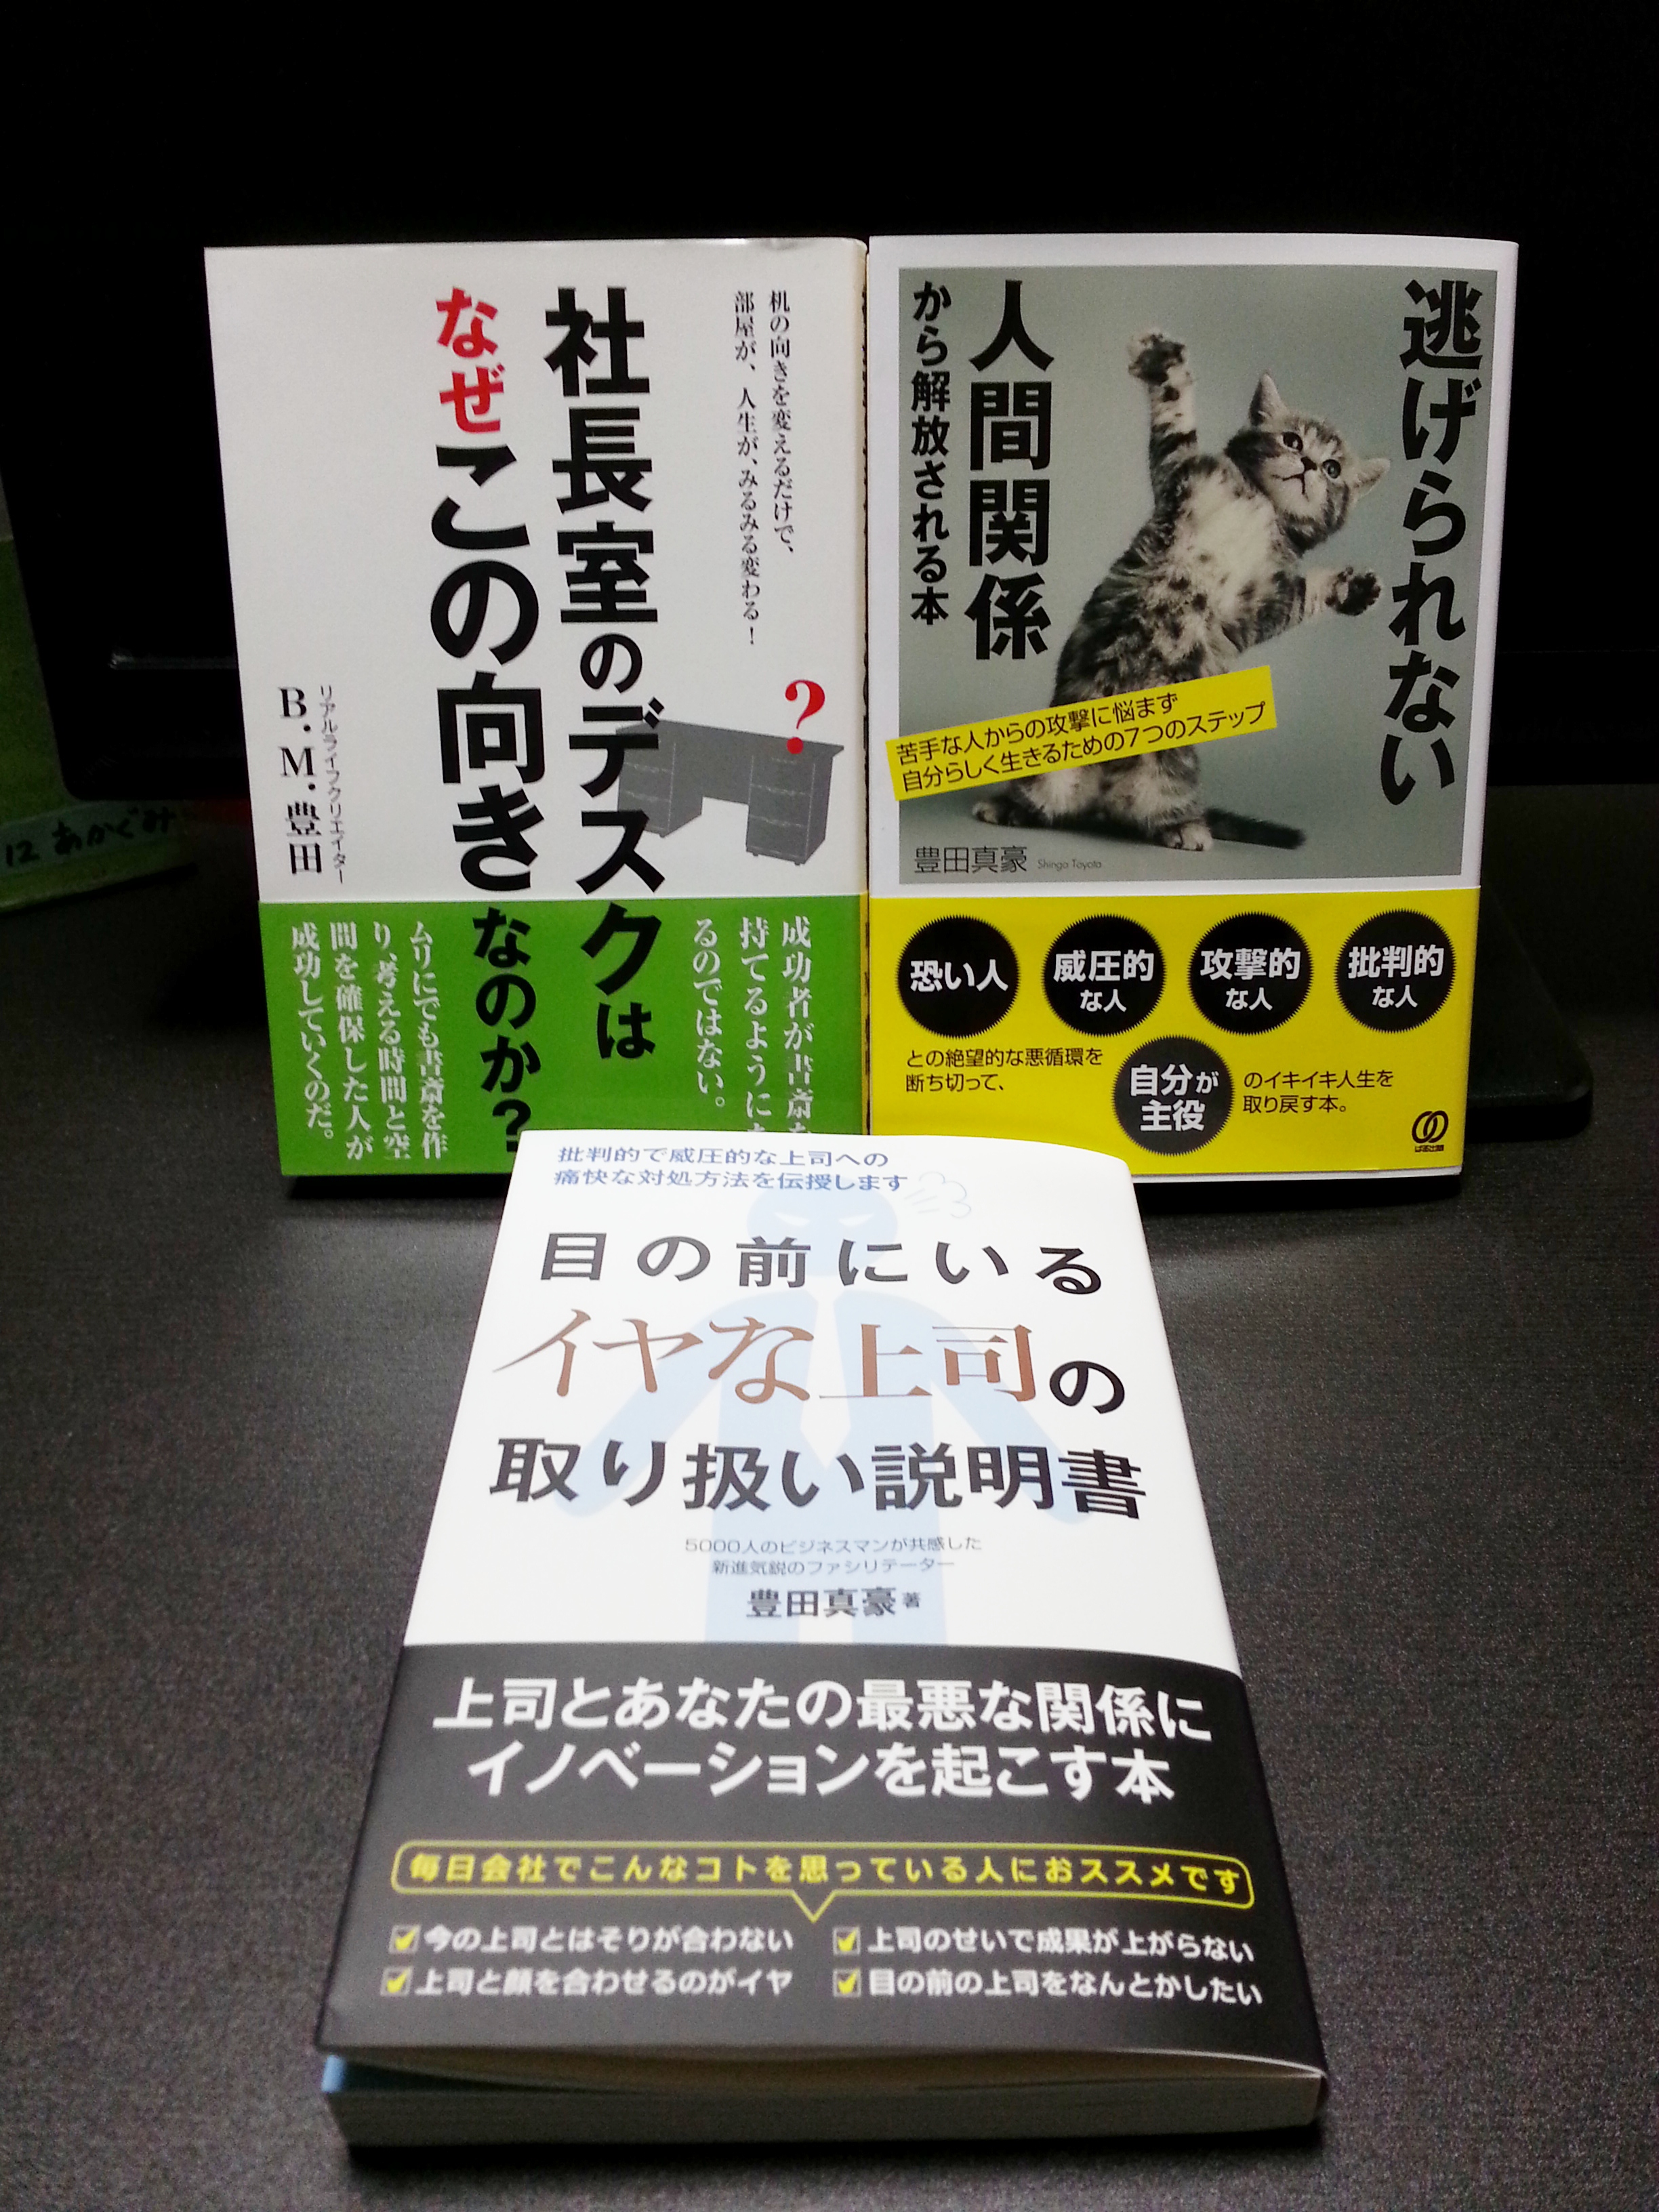 机の向きを変えるだけで、
部屋が、人生が、みるみる変わる!
社長室のデスクは
なぜこの向きなのか?
?
リアルライフクリエイター
B.M.豊田
成功者が書斎を
持てるように
るのではない。
ムリにでも書斎を作
り、考える時間と空
間を確保した人が
成功していくのだ。
逃げられない
人間関係
から解放される本
苦手な人からの攻撃に悩まず
自分らしく生きるための7つのステップ
豊田真豪 Shingo Toyota
恐い人
威圧的
な人
攻撃的
な人
批判的
な人
との絶望的な悪循環を
断ち切って、
自分が
主役
のイキイキ人生を
取り戻す本。
ぱる出版
12 あかぐみ
批判的で威圧的な上司への
痛快な対処方法を伝授します
目の前にいる
イヤな上司の
取り扱い説明書
5000人のビジネスマンが共感した
新進気鋭のファシリテーター
豊田真豪 著
上司とあなたの最悪な関係に
イノベーションを起こす本
毎日会社でこんなコトを思っている人におススメです
今の上司とはそりが合わない
上司のせいで成果が上がらない
上司と顔を合わせるのがイヤ
目の前の上司をなんとかしたい